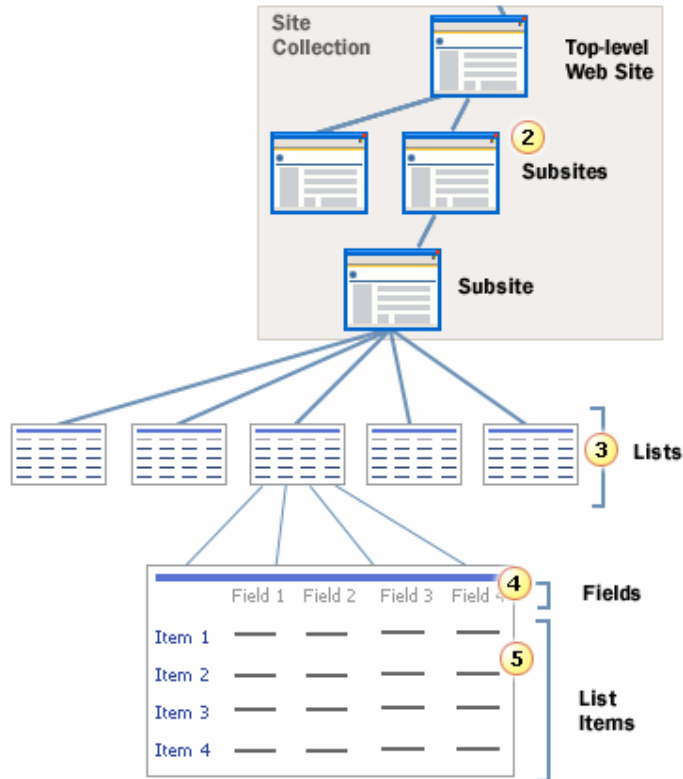 Site
Collection
Top-level
Web Site
2
Subsites
Subsite
3
Lists
4
Field 1 Field 2 Field 3 Field 4
Fields
Item 1
5
Item 2
Item 3
List
Items
Item 4